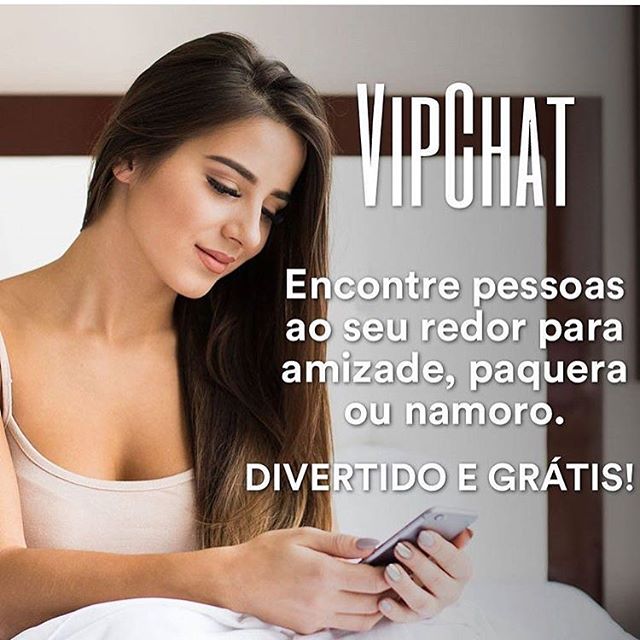 VIPCHAT
Encontre pessoas
ao seu redor para
amizade, paquera
ou namoro.
DIVERTIDO E GRÁTIS!